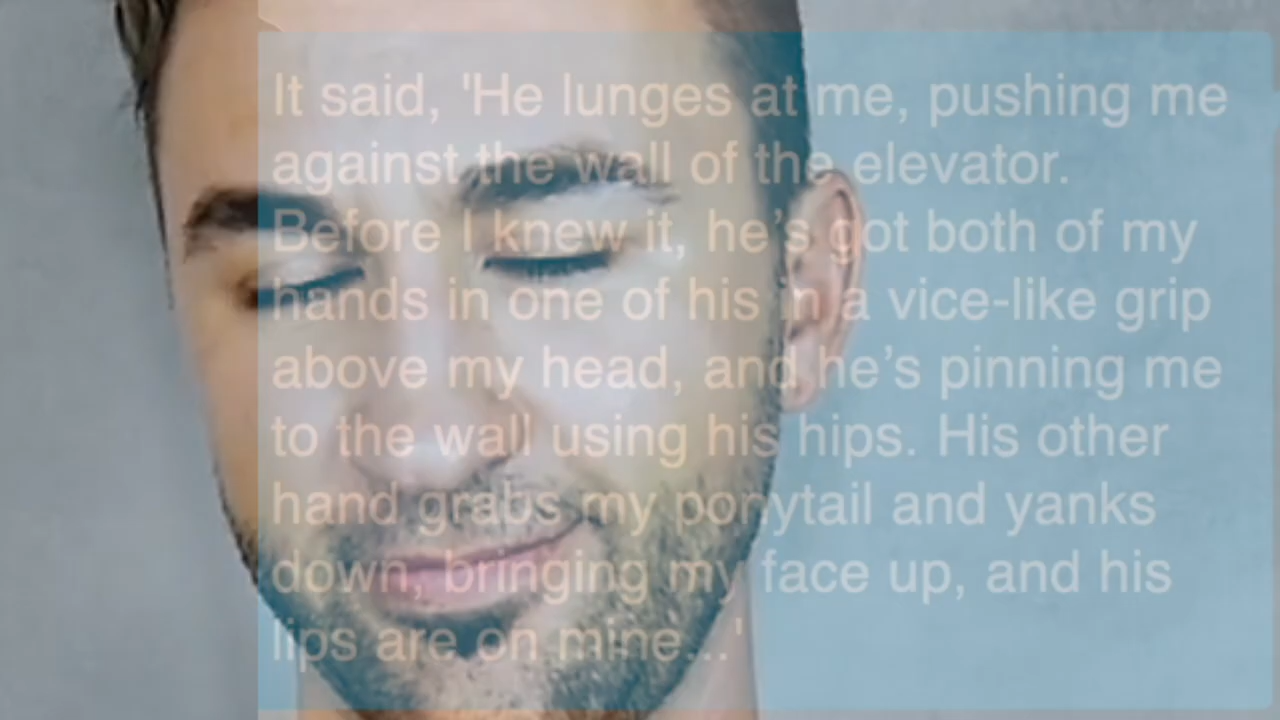 It said, 'He lunges at me, pushing me
against the wall of the elevator.
Before I knew it, he’s got both of my
hands in one of his in a vice-like grip
above my head, and he’s pinning me
to the wall using his hips. His other
hand grabs my ponytail and yanks
down, bringing my face up, and his
lips are on mine...'